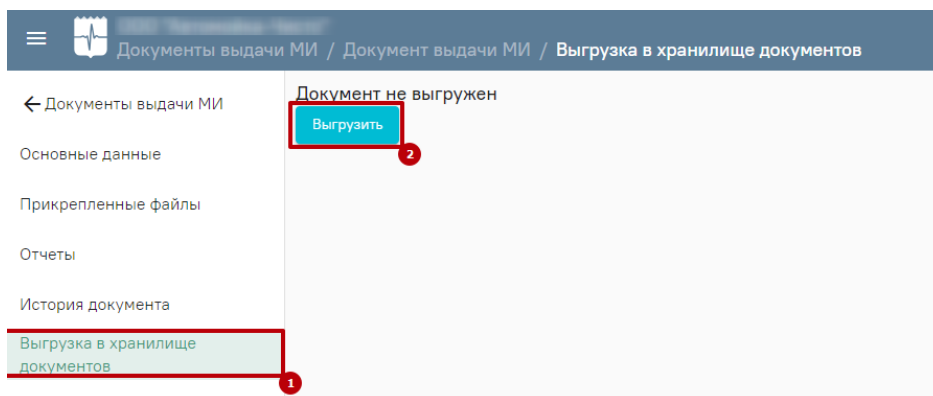 Документы выдачи МИ / Документ выдачи МИ / Выгрузка в хранилище документов
Документы выдачи МИ
Документ не выгружен
Выгрузить
2
Основные данные
Прикрепленные файлы
Отчеты
История документа
Выгрузка в хранилище
документов
1